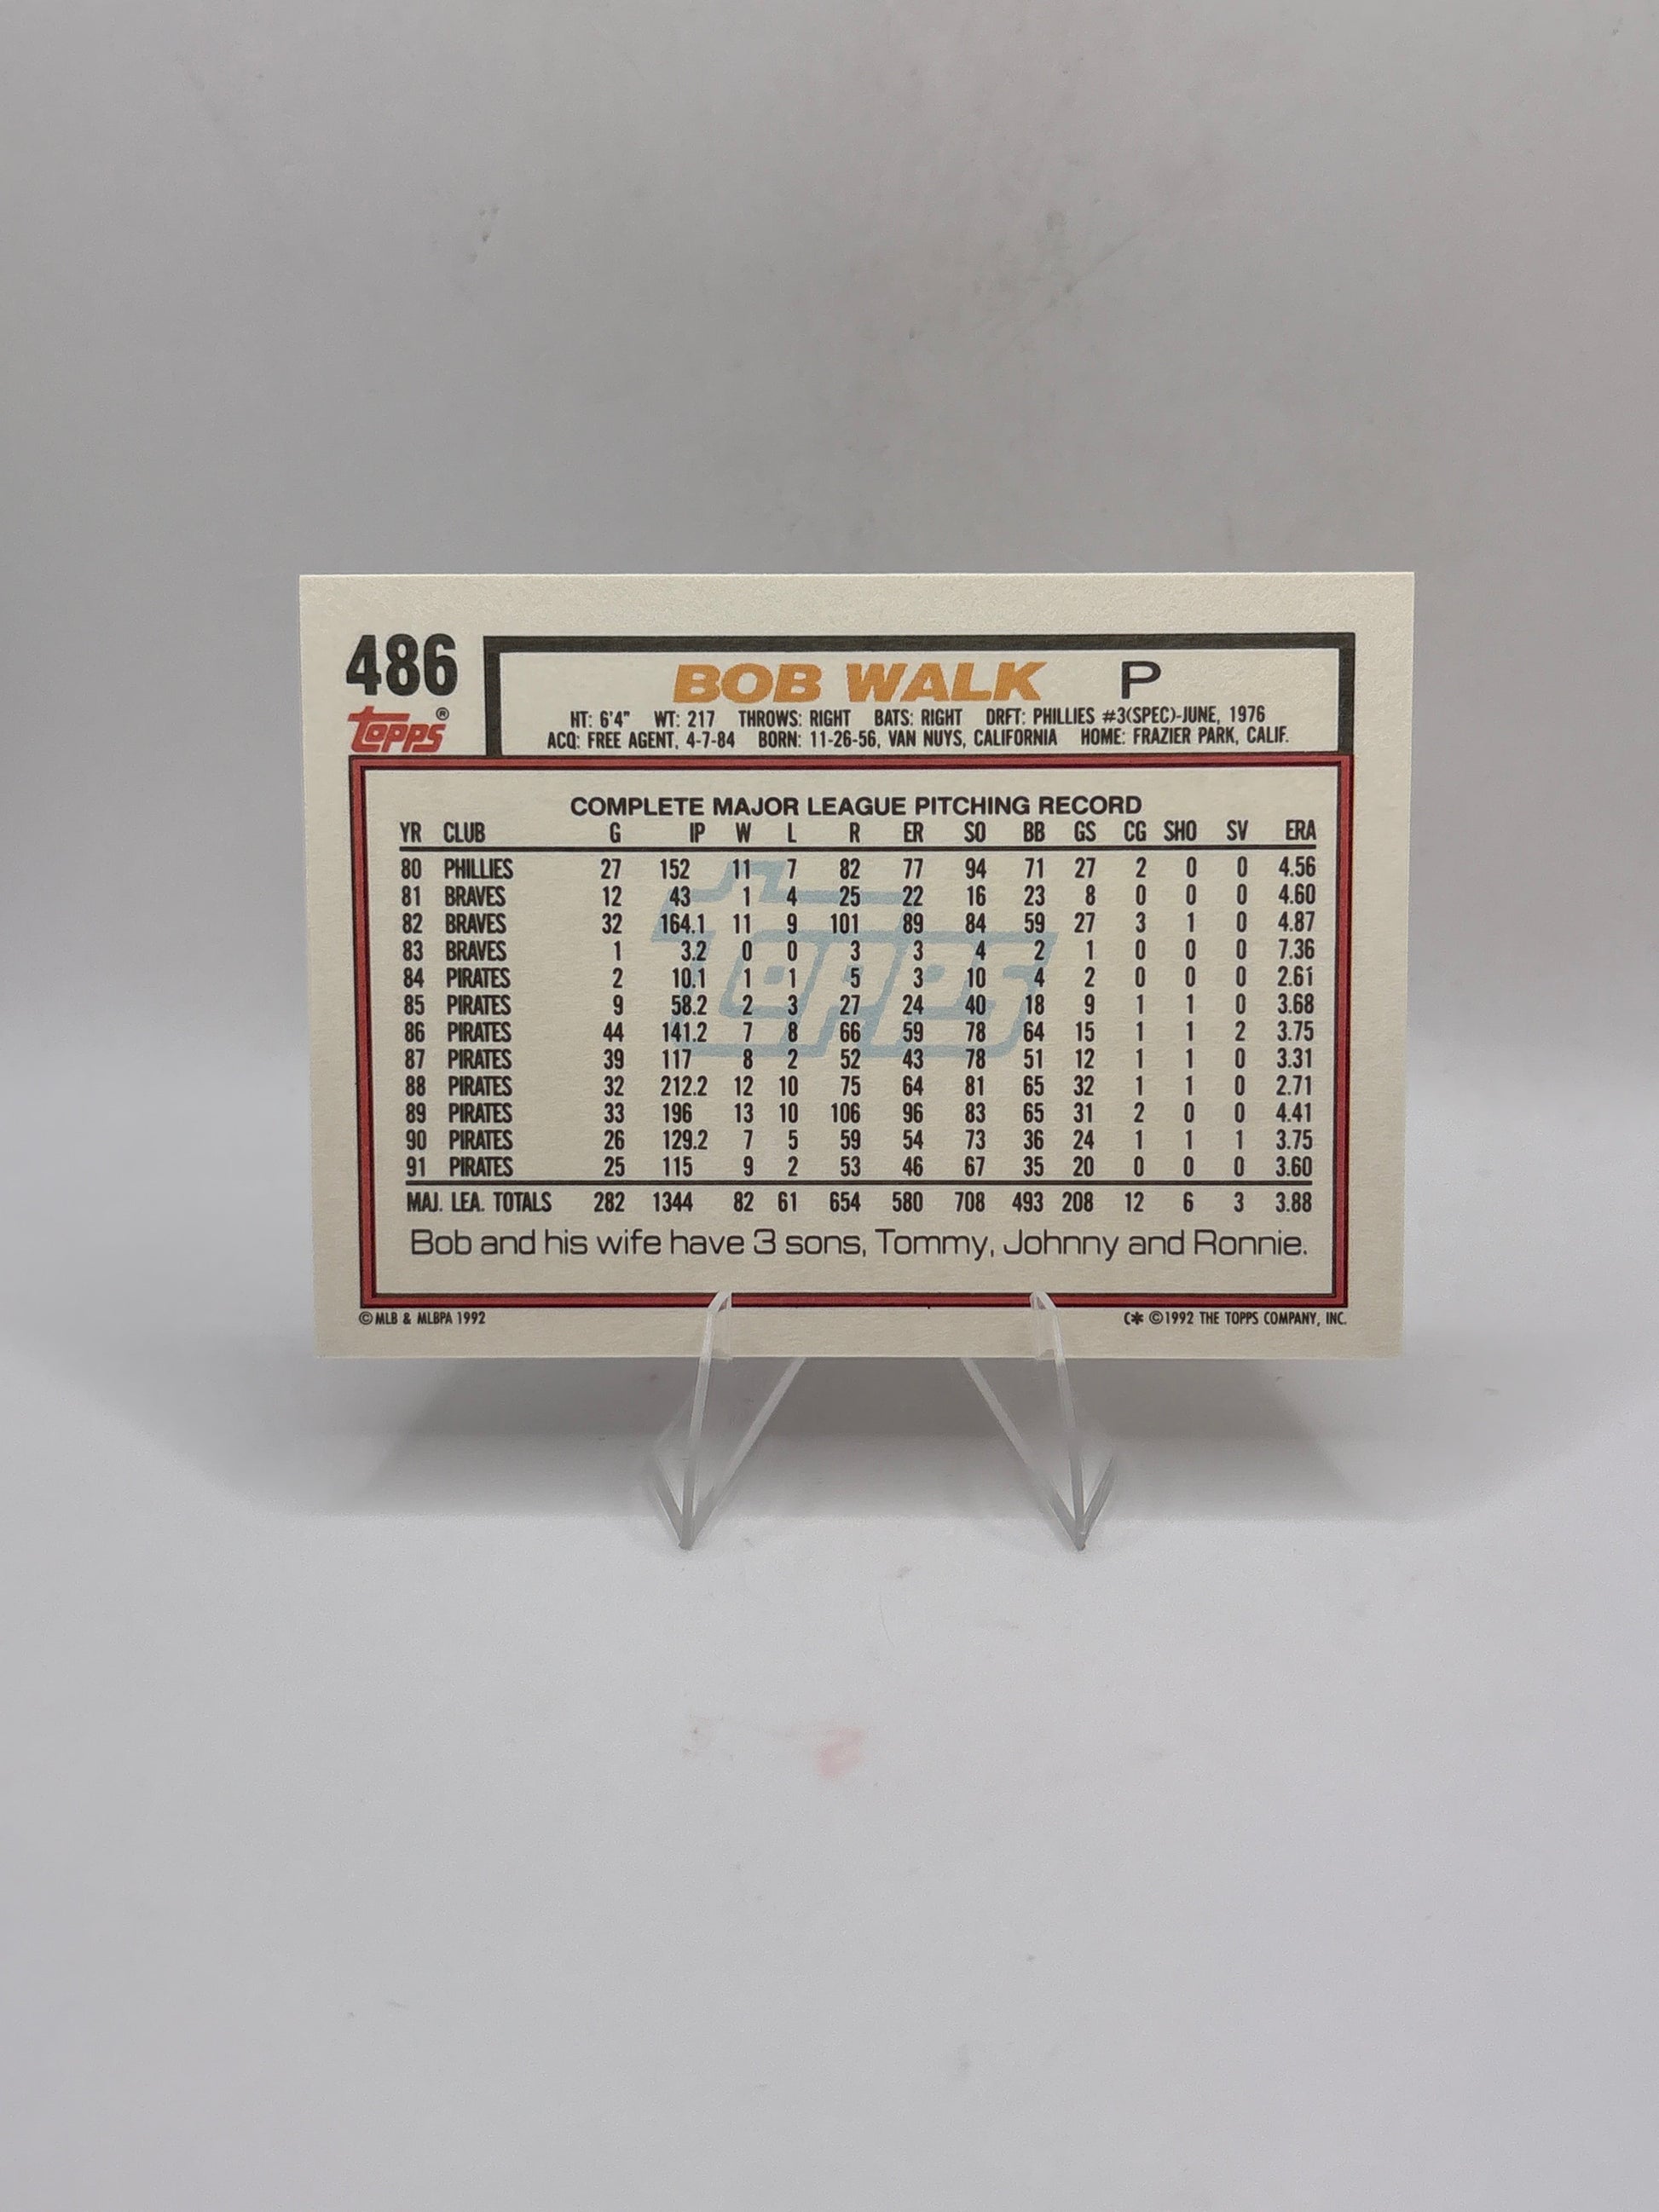 486
BOB WALK P
topps®
HT: 6'4" WT: 217 THROWS: RIGHT BATS: RIGHT DRFT: PHILLIES #3(SPEC)-JUNE, 1976
ACQ: FREE AGENT, 4-7-84 BORN: 11-26-56, VAN NUYS, CALIFORNIA HOME: FRAZIER PARK, CALIF.
COMPLETE MAJOR LEAGUE PITCHING RECORD
YR CLUB G IP W L R ER SO BB GS CG SHO SV ERA
80 PHILLIES 27 152 11 7 82 77 94 71 27 2 0 0 4.56
81 BRAVES 12 43 1 4 25 22 16 23 8 0 0 0 4.60
82 BRAVES 32 164.1 11 9 101 89 84 59 27 3 1 0 4.87
83 BRAVES 1 3.2 0 0 3 3 4 2 1 0 0 0 7.36
84 PIRATES 2 10.1 1 1 5 3 10 4 2 0 0 0 2.61
85 PIRATES 9 58.2 2 3 27 24 40 18 9 1 1 0 3.68
86 PIRATES 44 141.2 7 8 66 59 78 64 15 1 1 2 3.75
87 PIRATES 39 117 8 2 52 43 78 51 12 1 1 0 3.31
88 PIRATES 32 212.2 12 10 75 64 81 65 32 1 1 0 2.71
89 PIRATES 33 196 13 10 106 96 83 65 31 2 0 0 4.41
90 PIRATES 26 129.2 7 5 59 54 73 36 24 1 1 1 3.75
91 PIRATES 25 115 9 2 53 46 67 35 20 0 0 0 3.60
MAJ. LEA. TOTALS 282 1344 82 61 654 580 708 493 208 12 6 3 3.88
topps
Bob and his wife have 3 sons, Tommy, Johnny and Ronnie.
© MLB & MLBPA 1992
C* ©1992 THE TOPPS COMPANY, INC.